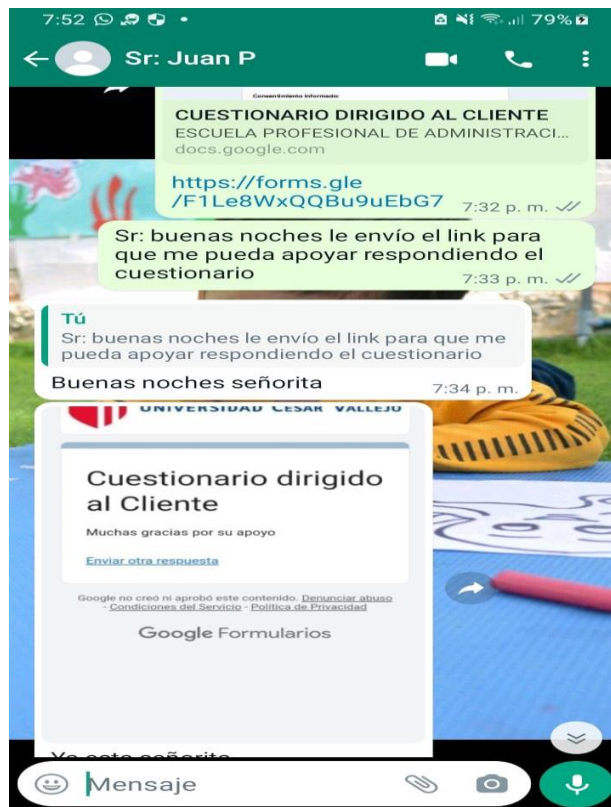 7:52
79%
Sr: Juan P
Consentimiento Informado
CUESTIONARIO DIRIGIDO AL CLIENTE
ESCUELA PROFESIONAL DE ADMINISTRACI...
docs.google.com
https://forms.gle
/F1Le8WxQQBu9uEbG7
7:32 p. m.
Sr: buenas noches le envío el link para
que me pueda apoyar respondiendo el
cuestionario
7:33 p. m.
Tú
Sr: buenas noches le envío el link para que me
pueda apoyar respondiendo el cuestionario
Buenas noches señorita
7:34 p. m.
UNIVERSIDAD CESAR VALLEJO
Cuestionario dirigido
al Cliente
Muchas gracias por su apoyo
Enviar otra respuesta
Google no creó ni aprobó este contenido. Denunciar abuso
- Condiciones del Servicio - Política de Privacidad
Google Formularios
Ya esta señorita
Mensaje